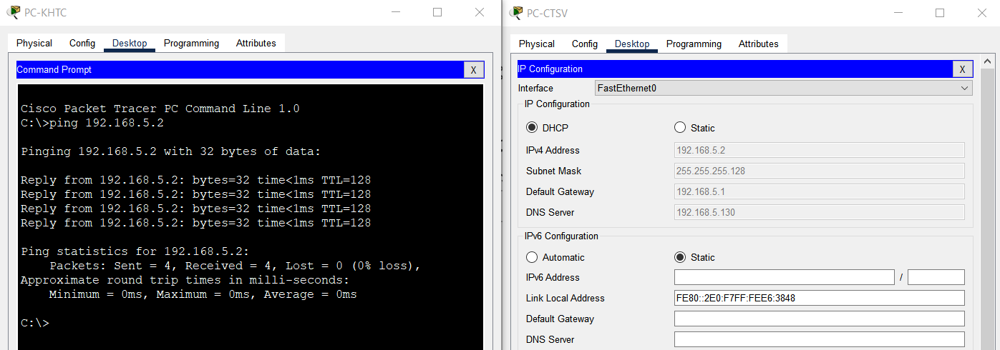 PC-KHTC
Physical Config Desktop Programming Attributes
Command Prompt X
Cisco Packet Tracer PC Command Line 1.0
C:\>ping 192.168.5.2
Pinging 192.168.5.2 with 32 bytes of data:
Reply from 192.168.5.2: bytes=32 time<1ms TTL=128
Reply from 192.168.5.2: bytes=32 time<1ms TTL=128
Reply from 192.168.5.2: bytes=32 time<1ms TTL=128
Reply from 192.168.5.2: bytes=32 time<1ms TTL=128
Ping statistics for 192.168.5.2:
Packets: Sent = 4, Received = 4, Lost = 0 (0% loss),
Approximate round trip times in milli-seconds:
Minimum = 0ms, Maximum = 0ms, Average = 0ms
C:\>
PC-CTSV
Physical Config Desktop Programming Attributes
IP Configuration X
Interface FastEthernet0
IP Configuration
DHCP Static
IPv4 Address 192.168.5.2
Subnet Mask 255.255.255.128
Default Gateway 192.168.5.1
DNS Server 192.168.5.130
IPv6 Configuration
Automatic Static
IPv6 Address /
Link Local Address FE80::2E0:F7FF:FEE6:3848
Default Gateway
DNS Server